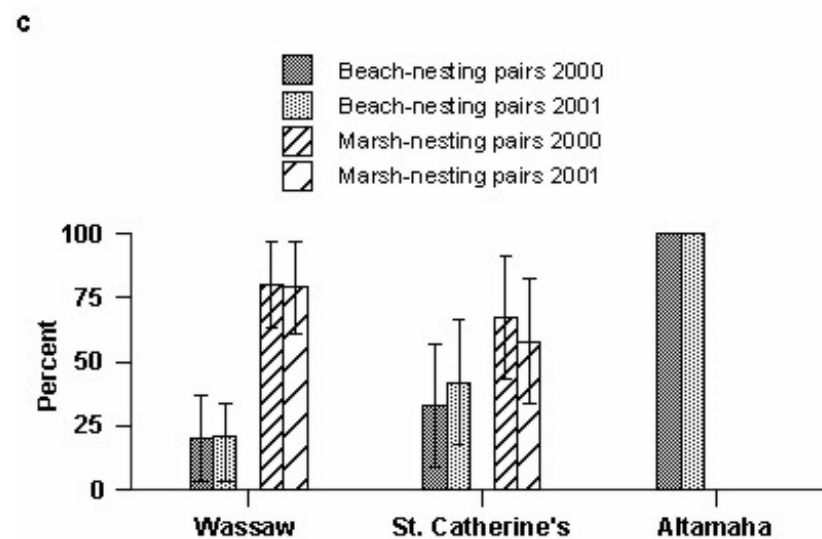 c
Beach-nesting pairs 2000
Beach-nesting pairs 2001
Marsh-nesting pairs 2000
Marsh-nesting pairs 2001
100
75
50
25
0
Percent
Wassaw St. Catherine's Altamaha